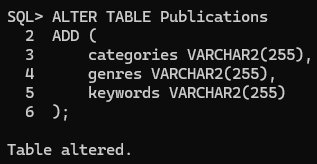 SQL> ALTER TABLE Publications
  2  ADD (
  3      categories VARCHAR2(255),
  4      genres VARCHAR2(255),
  5      keywords VARCHAR2(255)
  6  );

Table altered.